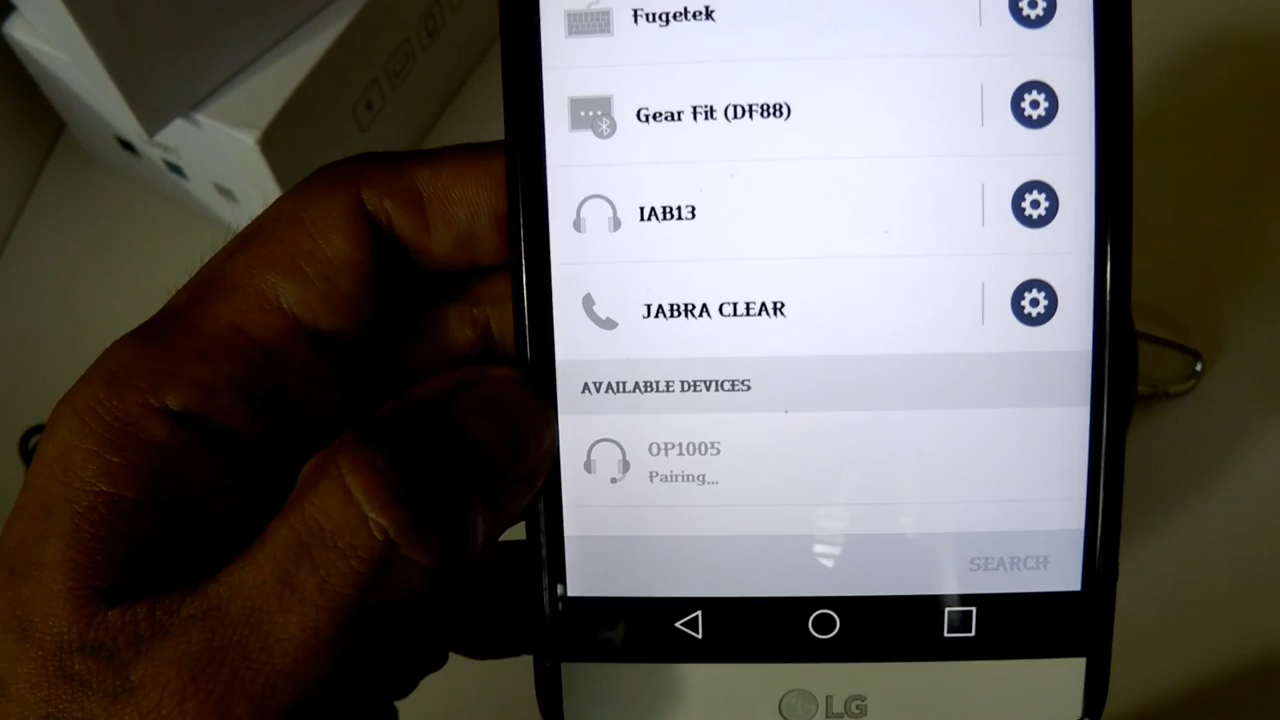 Fugetek
Gear Fit (DF88)
IAB13
JABRA CLEAR
AVAILABLE DEVICES
OP1005
Pairing...
SEARCH
LG